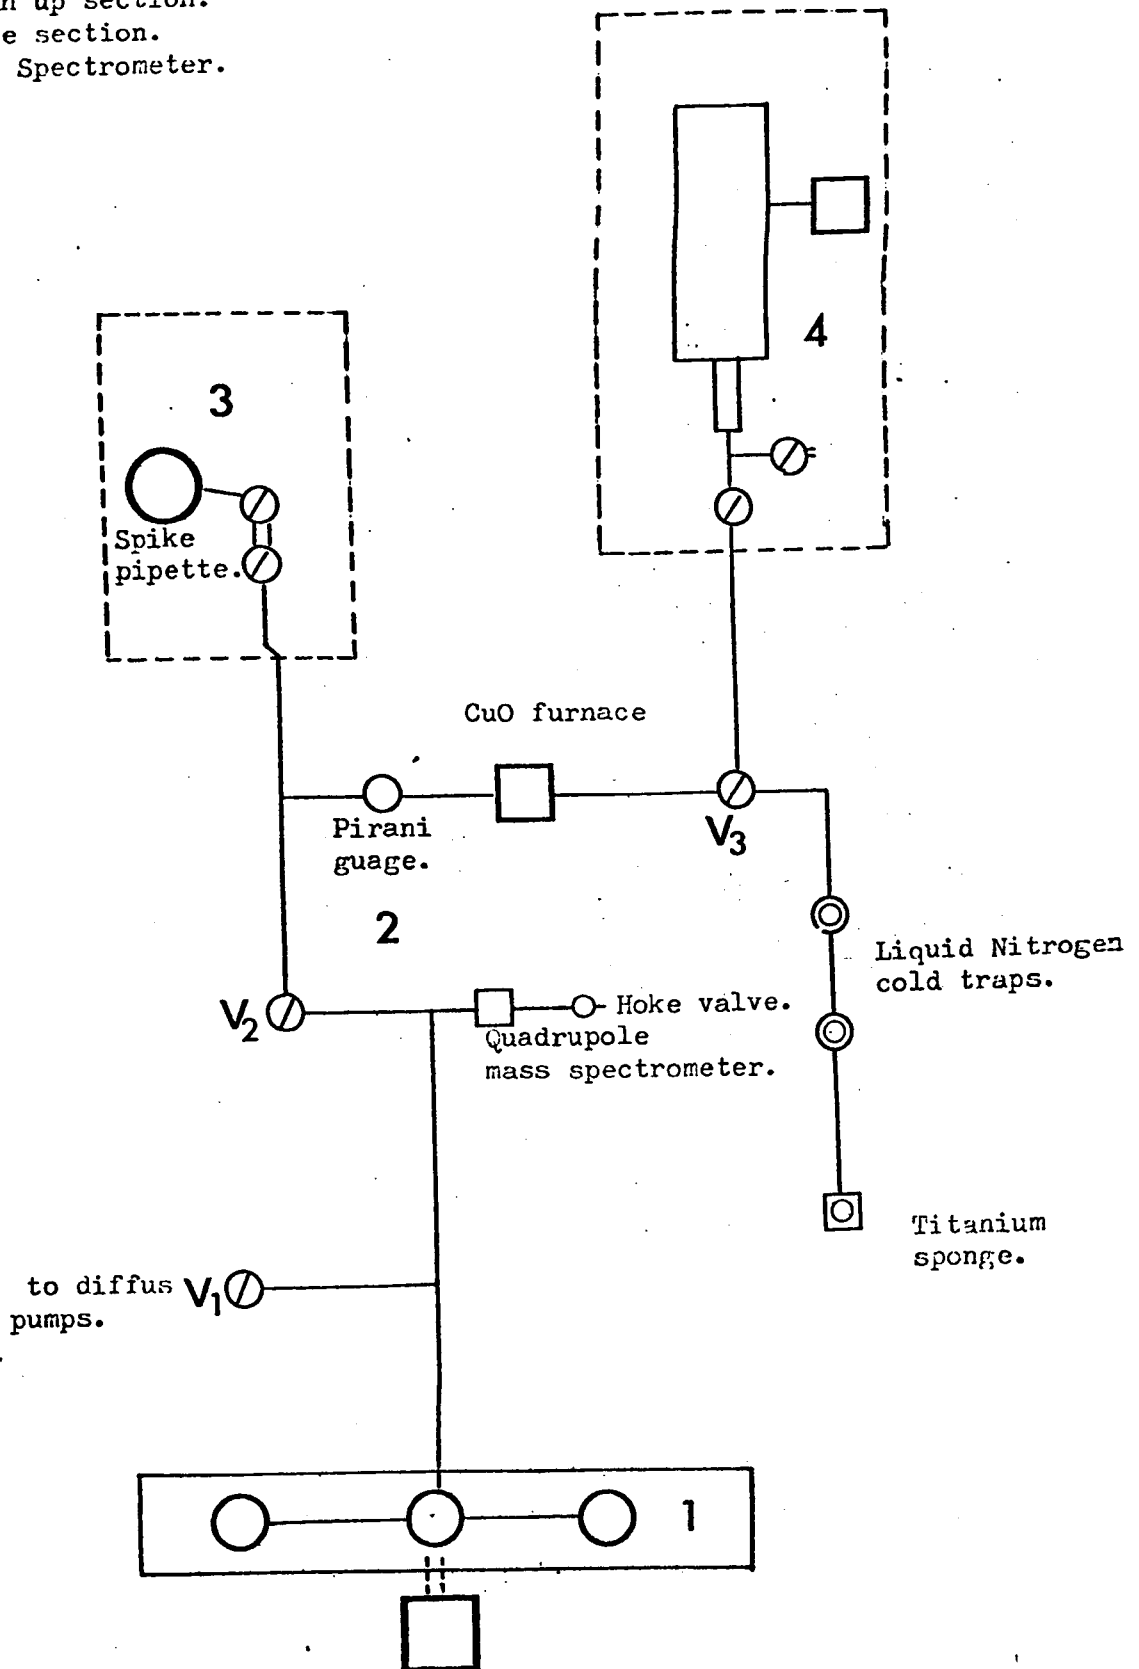 up section.
section.
Spectrometer.
4
3
Spike
pipette.
CuO furnace
Pirani
guage.
V3
2
Liquid Nitrogen
cold traps.
V2
Hoke valve.
Quadrupole
mass spectrometer.
Titanium
sponge.
to diffus V1
pumps.
1